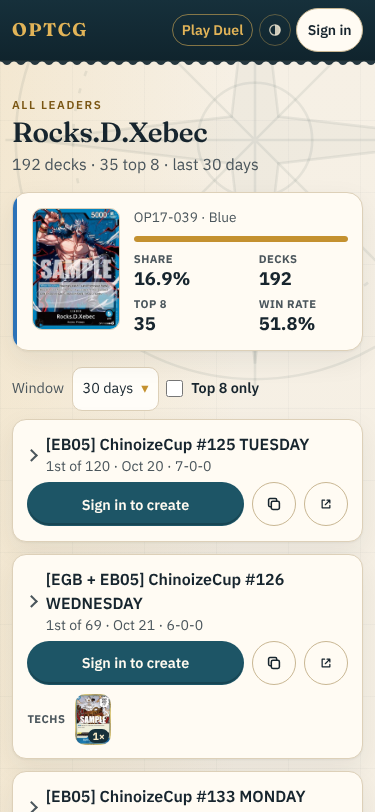 OPTCG
Play Duel
Sign in
ALL LEADERS
Rocks.D.Xebec
192 decks · 35 top 8 · last 30 days
OP17-039 · Blue
5000
SAMPLE
Rocks.D.Xebec
SHARE
DECKS
16.9%
192
TOP 8
WIN RATE
35
51.8%
Window
30 days
Top 8 only
[EB05] ChinoizeCup #125 TUESDAY
1st of 120 · Oct 20 · 7-0-0
Sign in to create
[EGB + EB05] ChinoizeCup #126
WEDNESDAY
1st of 69 · Oct 21 · 6-0-0
Sign in to create
TECHS
SAMPLE
1×
[EB05] ChinoizeCup #133 MONDAY